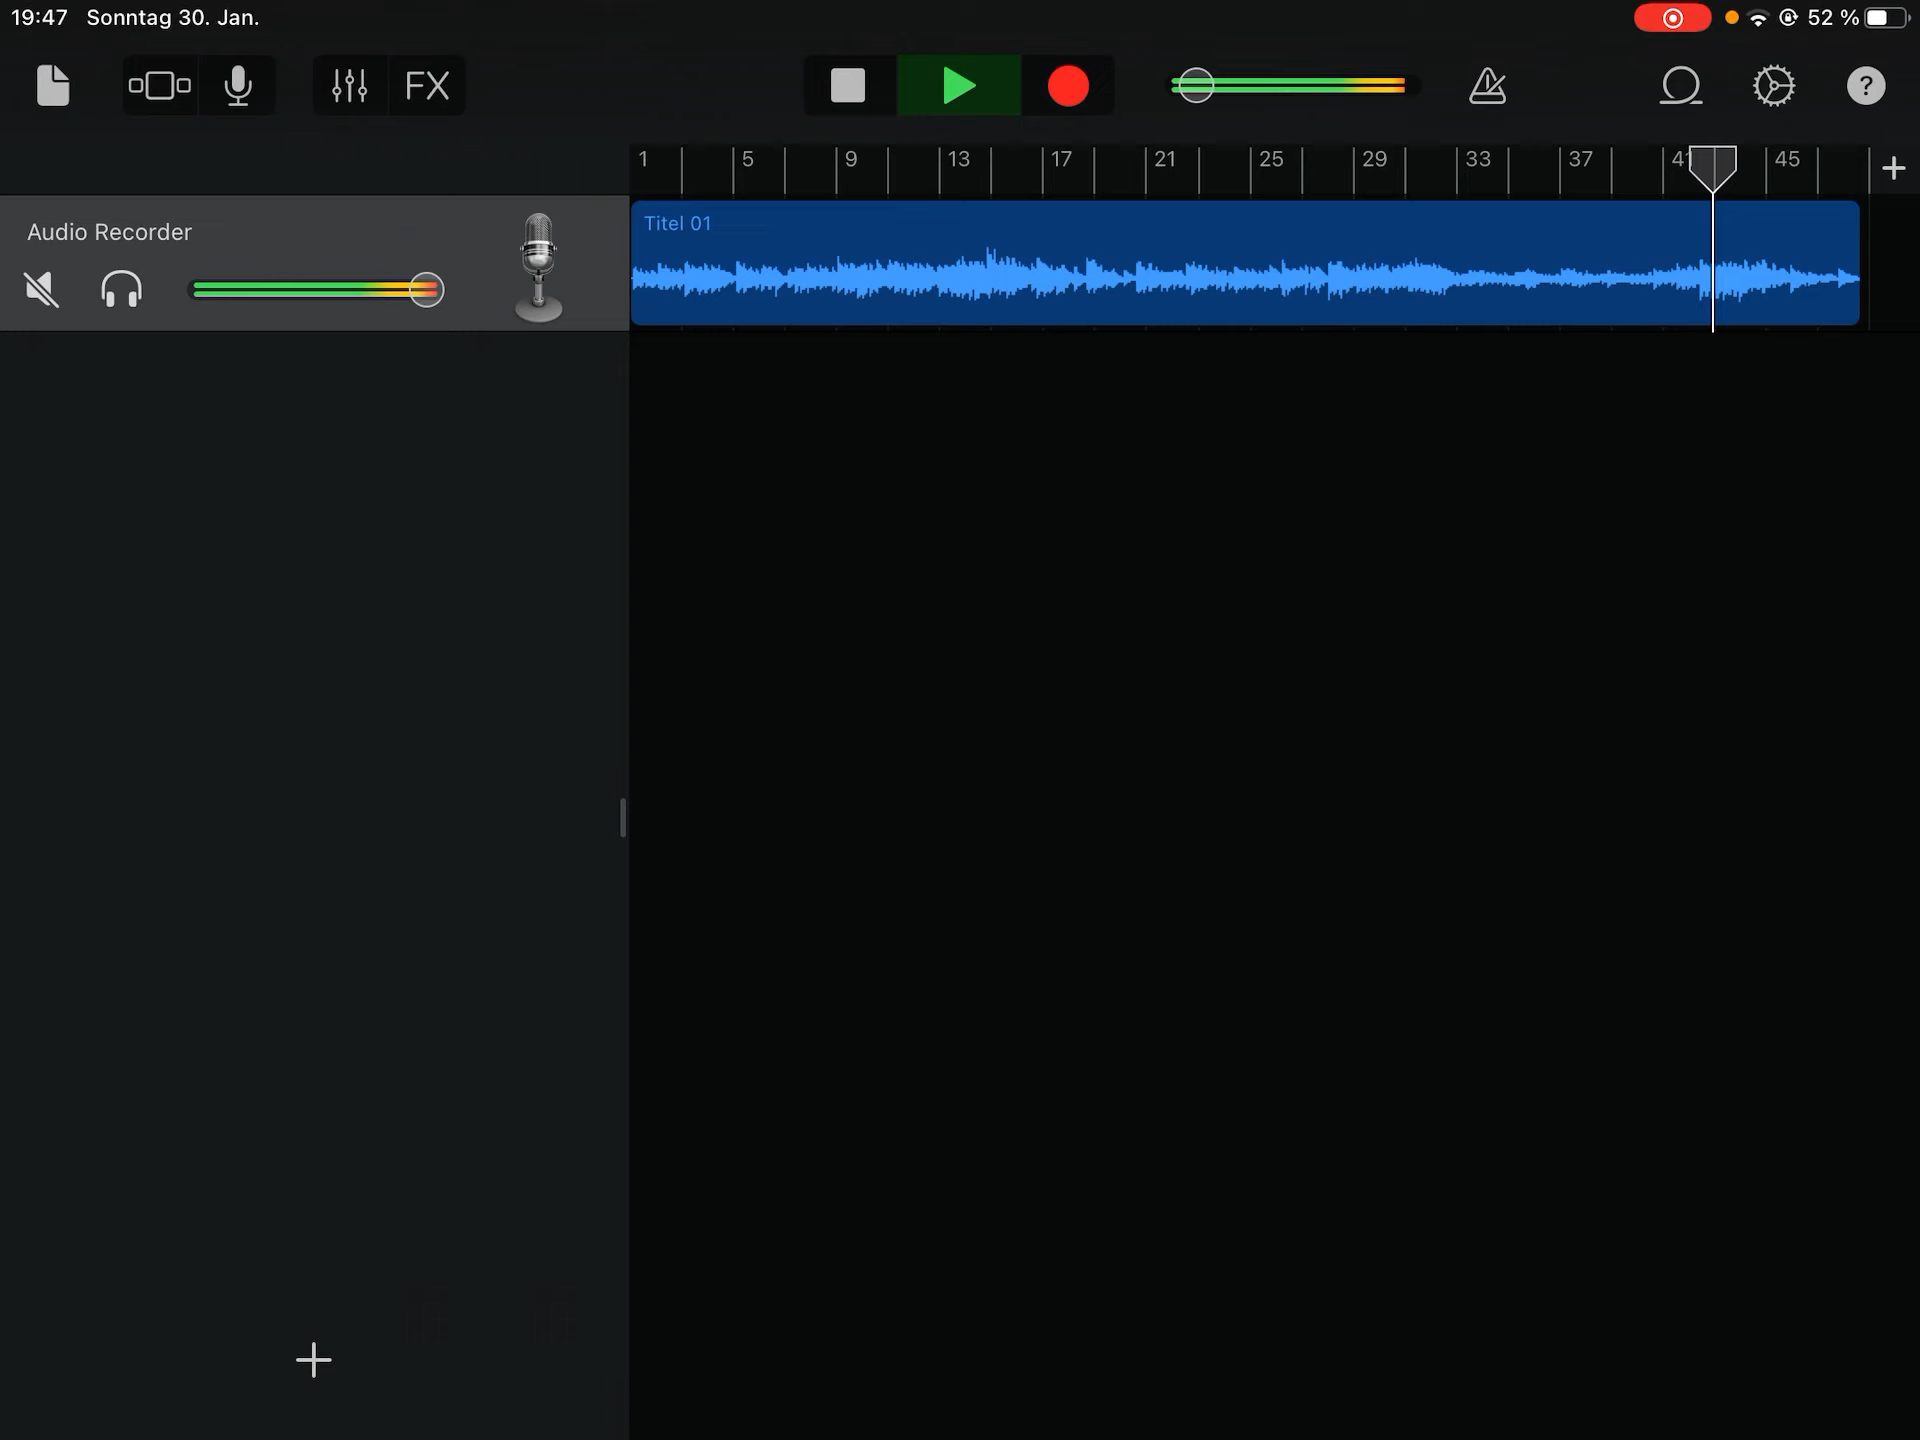 19:47 Sonntag 30. Jan. 52 %
FX ?
1 5 9 13 17 21 25 29 33 37 41 45
Audio Recorder
Titel 01